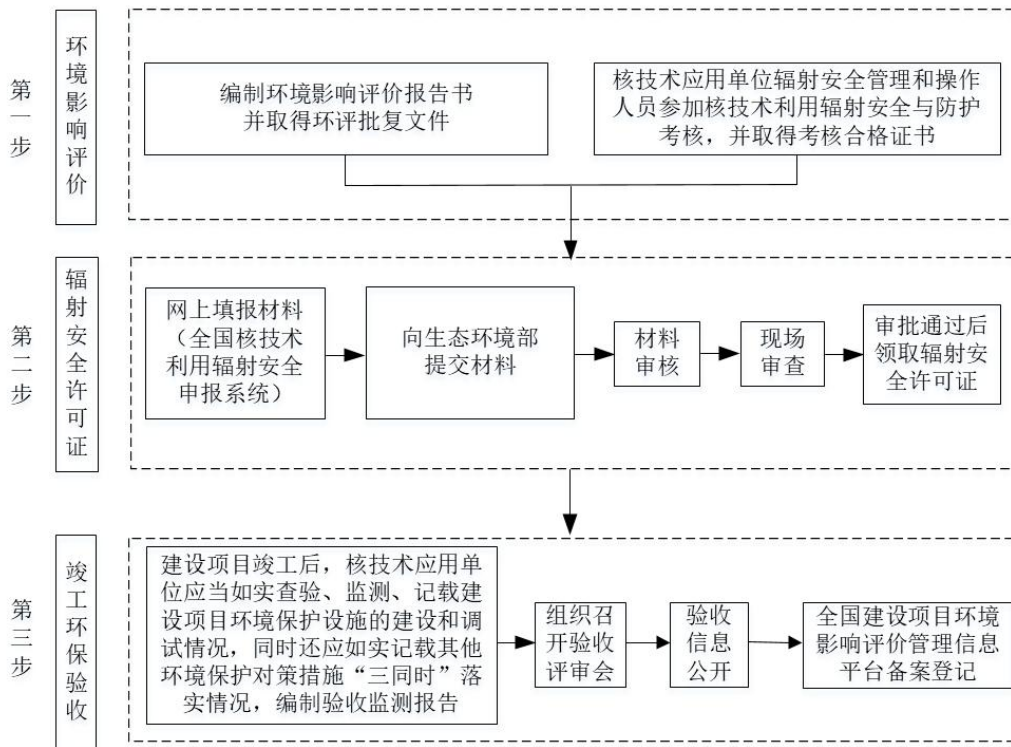 第一步
环境影响评价
编制环境影响评价报告书
并取得环评批复文件
核技术应用单位辐射安全管理和操作
人员参加核技术利用辐射安全与防护
考核，并取得考核合格证书
第二步
辐射安全许可证
网上填报材料
（全国核技术
利用辐射安全
申报系统）
向生态环境部
提交材料
材料
审核
现场
审查
审批通过后
领取辐射安
全许可证
第三步
竣工环保验收
建设项目竣工后，核技术应用单
位应当如实查验、监测、记载建
设项目环境保护设施的建设和调
试情况，同时还应如实记载其他
环境保护对策措施“三同时”落
实情况，编制验收监测报告
组织召
开验收
评审会
验收
信息
公开
全国建设项目环境
影响评价管理信息
平台备案登记